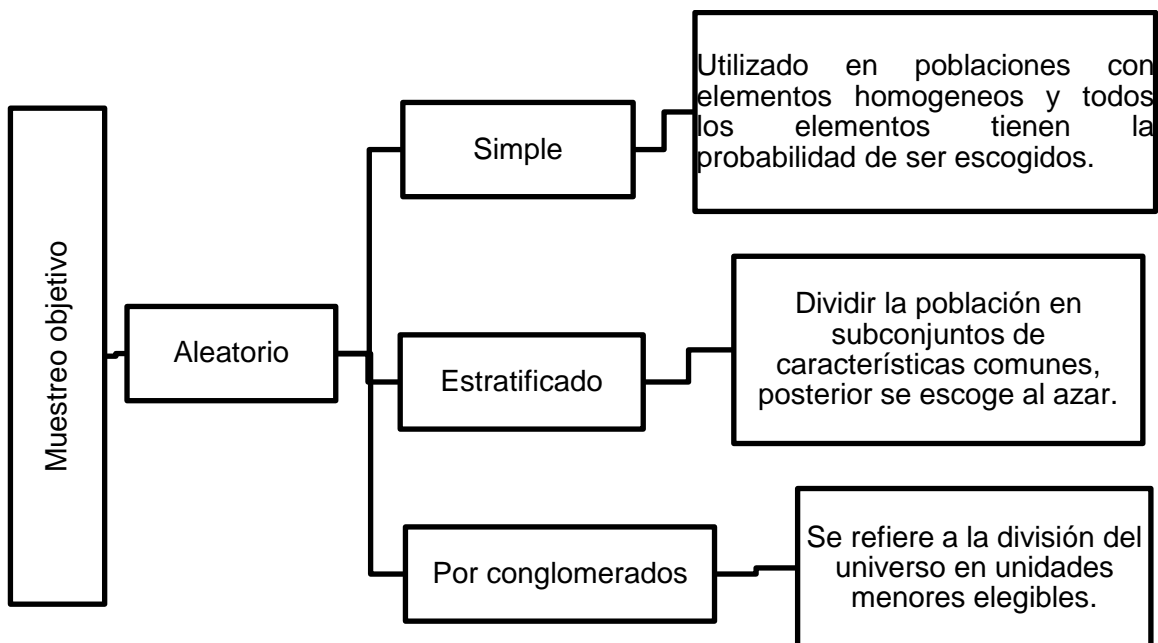 Muestreo objetivo
Aleatorio
Simple
Utilizado en poblaciones con
elementos homogeneos y todos
los elementos tienen la
probabilidad de ser escogidos.
Estratificado
Dividir la población en
subconjuntos de
características comunes,
posterior se escoge al azar.
Por conglomerados
Se refiere a la división del
universo en unidades
menores elegibles.